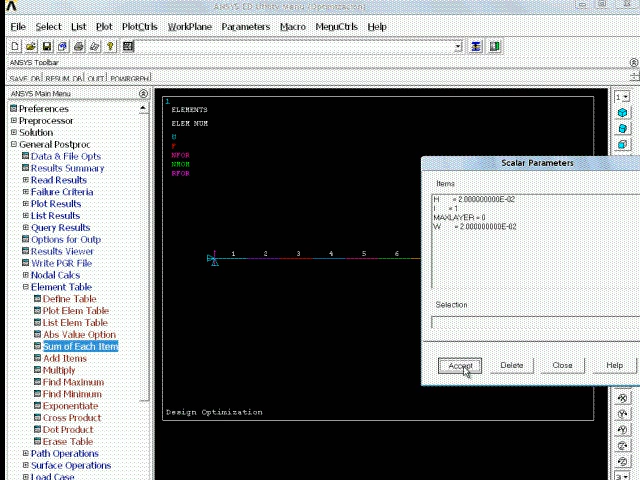 ANSYS ED Utility Menu (Optimizacion)
File Select List Plot PlotCtrls WorkPlane Parameters Macro MenuCtrls Help
ANSYS Toolbar
SAVE_DB RESUM_DB QUIT POWRGRPH
ANSYS Main Menu
Preferences
Preprocessor
Solution
General Postproc
Data & File Opts
Results Summary
Read Results
Failure Criteria
Plot Results
List Results
Query Results
Options for Outp
Results Viewer
Write PGR File
Nodal Calcs
Element Table
Define Table
Plot Elem Table
List Elem Table
Abs Value Option
Sum of Each Item
Add Items
Multiply
Find Maximum
Find Minimum
Exponentiate
Cross Product
Dot Product
Erase Table
Path Operations
Surface Operations
Load Case
1
ELEMENTS
ELEM NUM
U
F
NFOR
NMOM
RFOR
1 2 3 4 5 6
Design Optimization
Scalar Parameters
Items
H = 2.000000000E-02
I = 1
MAXLAYER = 0
W = 2.000000000E-02
Selection
Accept Delete Close Help
1
3